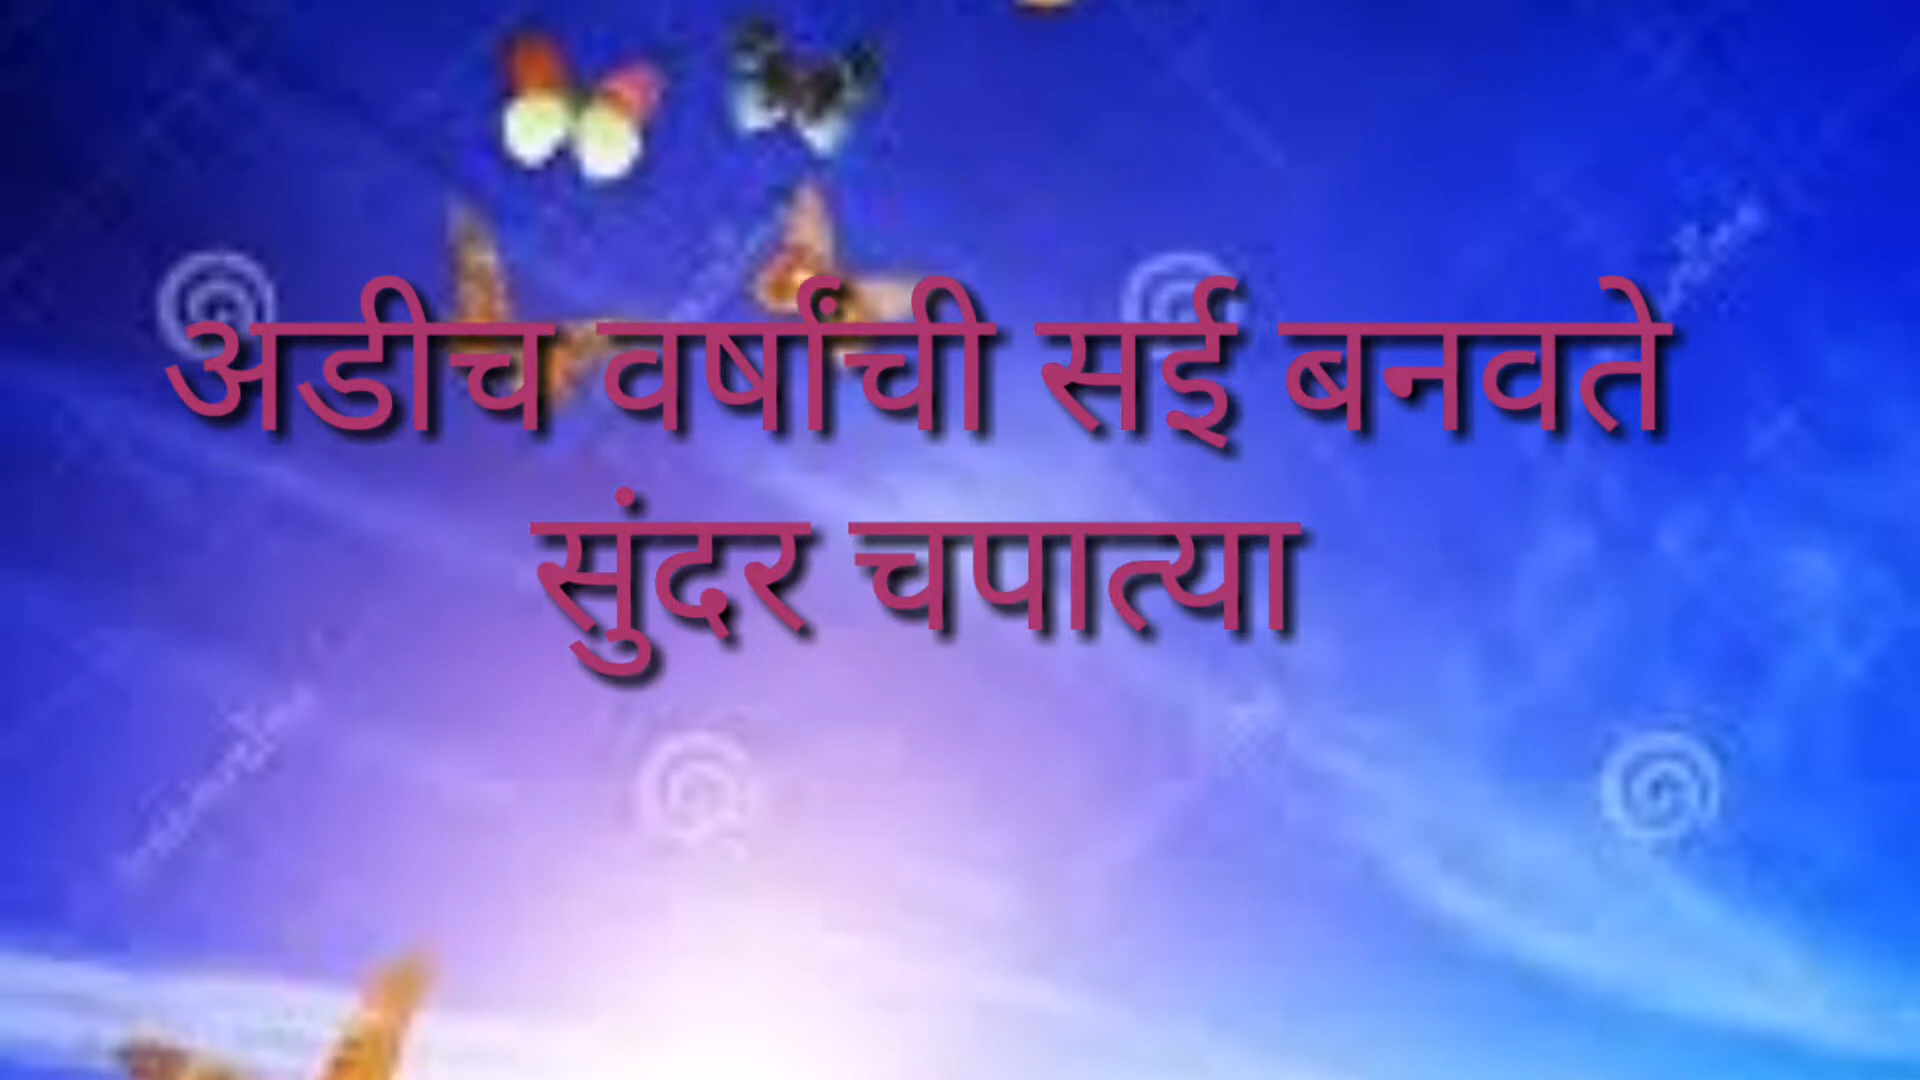 अडीच वर्षांची सई बनवते
सुंदर चपात्या